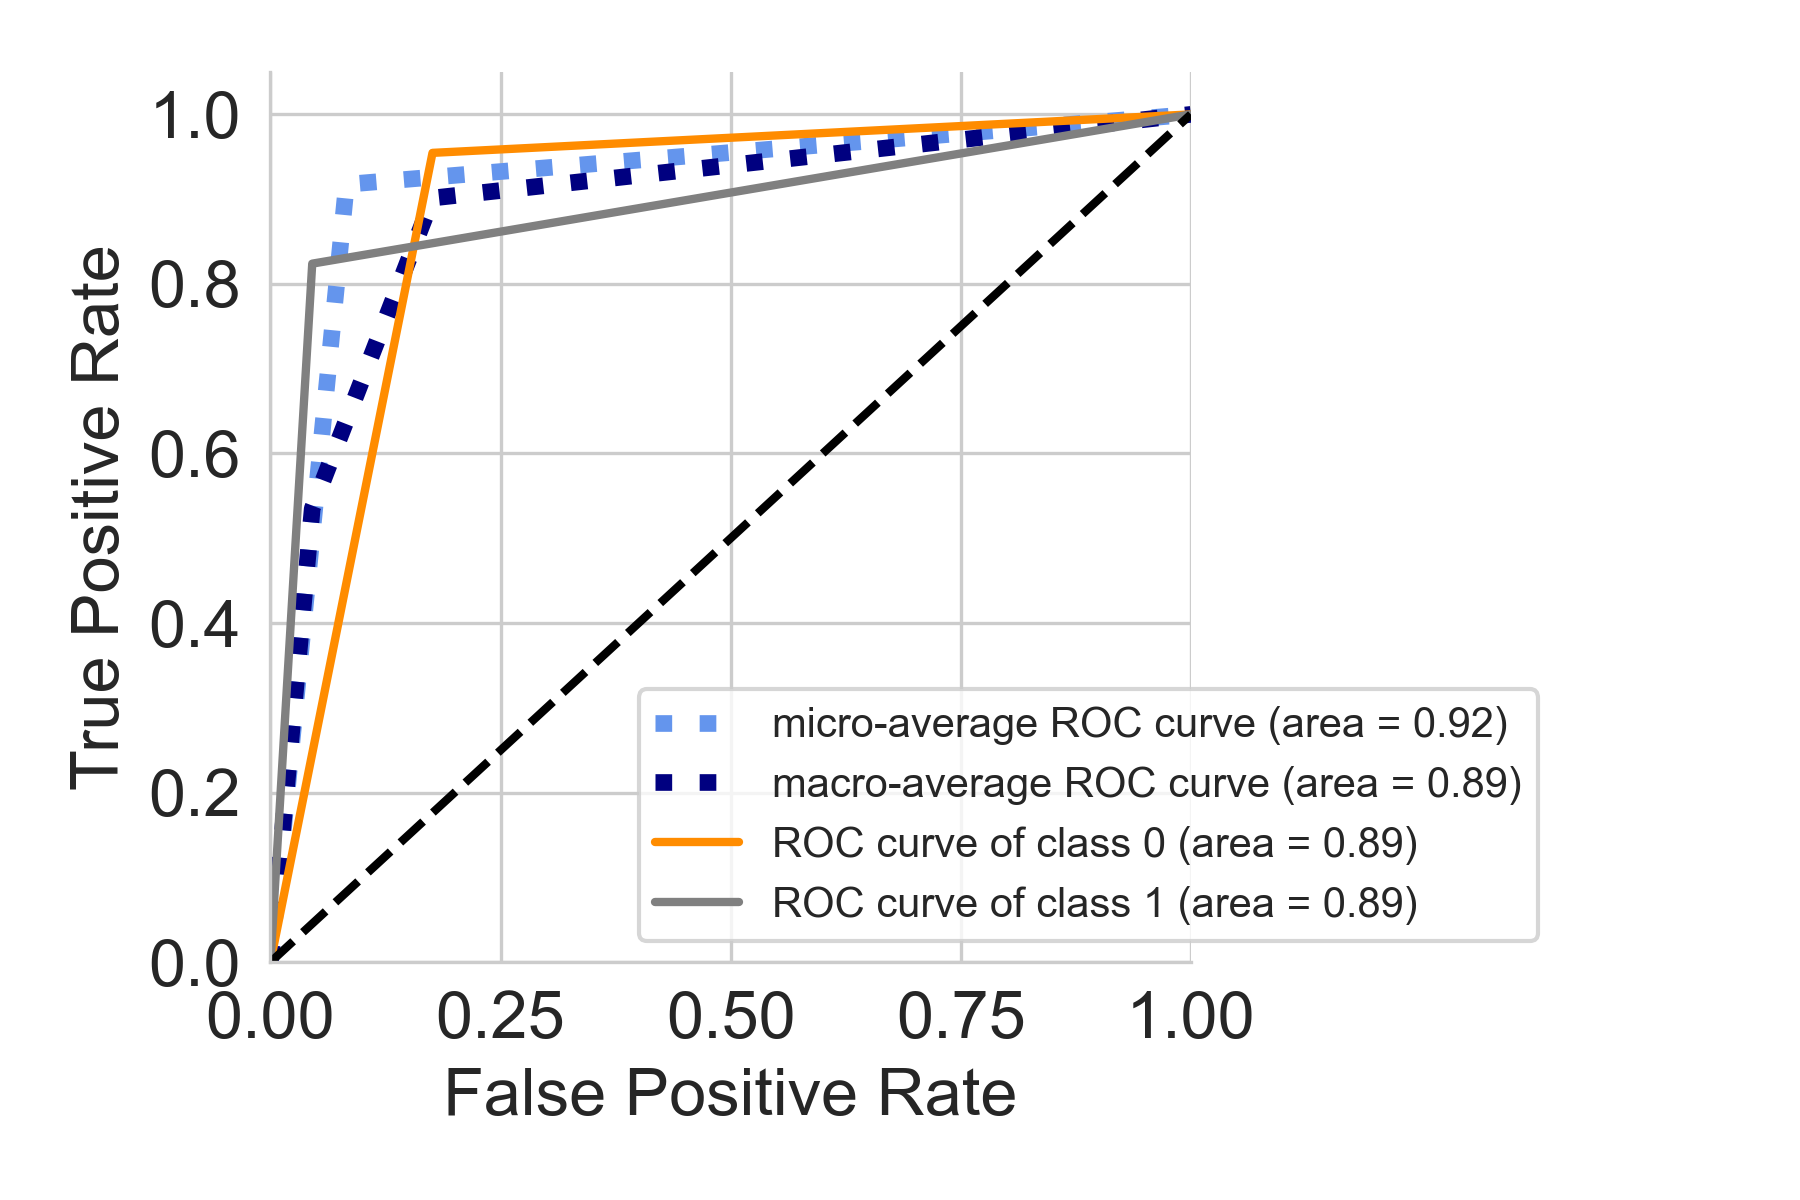 True Positive Rate
1.0
0.8
0.6
0.4
0.2
0.0
0.00 0.25 0.50 0.75 1.00
False Positive Rate
micro-average ROC curve (area = 0.92)
macro-average ROC curve (area = 0.89)
ROC curve of class 0 (area = 0.89)
ROC curve of class 1 (area = 0.89)